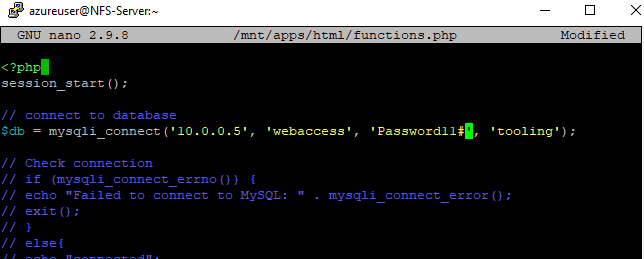 azureuser@NFS-Server:~
GNU nano 2.9.8 /mnt/apps/html/functions.php Modified
<?php
session_start();
// connect to database
$db = mysqli_connect('10.0.0.5', 'webaccess', 'Password11#', 'tooling');
// Check connection
// if (mysqli_connect_errno()) {
// echo "Failed to connect to MySQL: " . mysqli_connect_error();
// exit();
// }
// else{
// echo "connected";